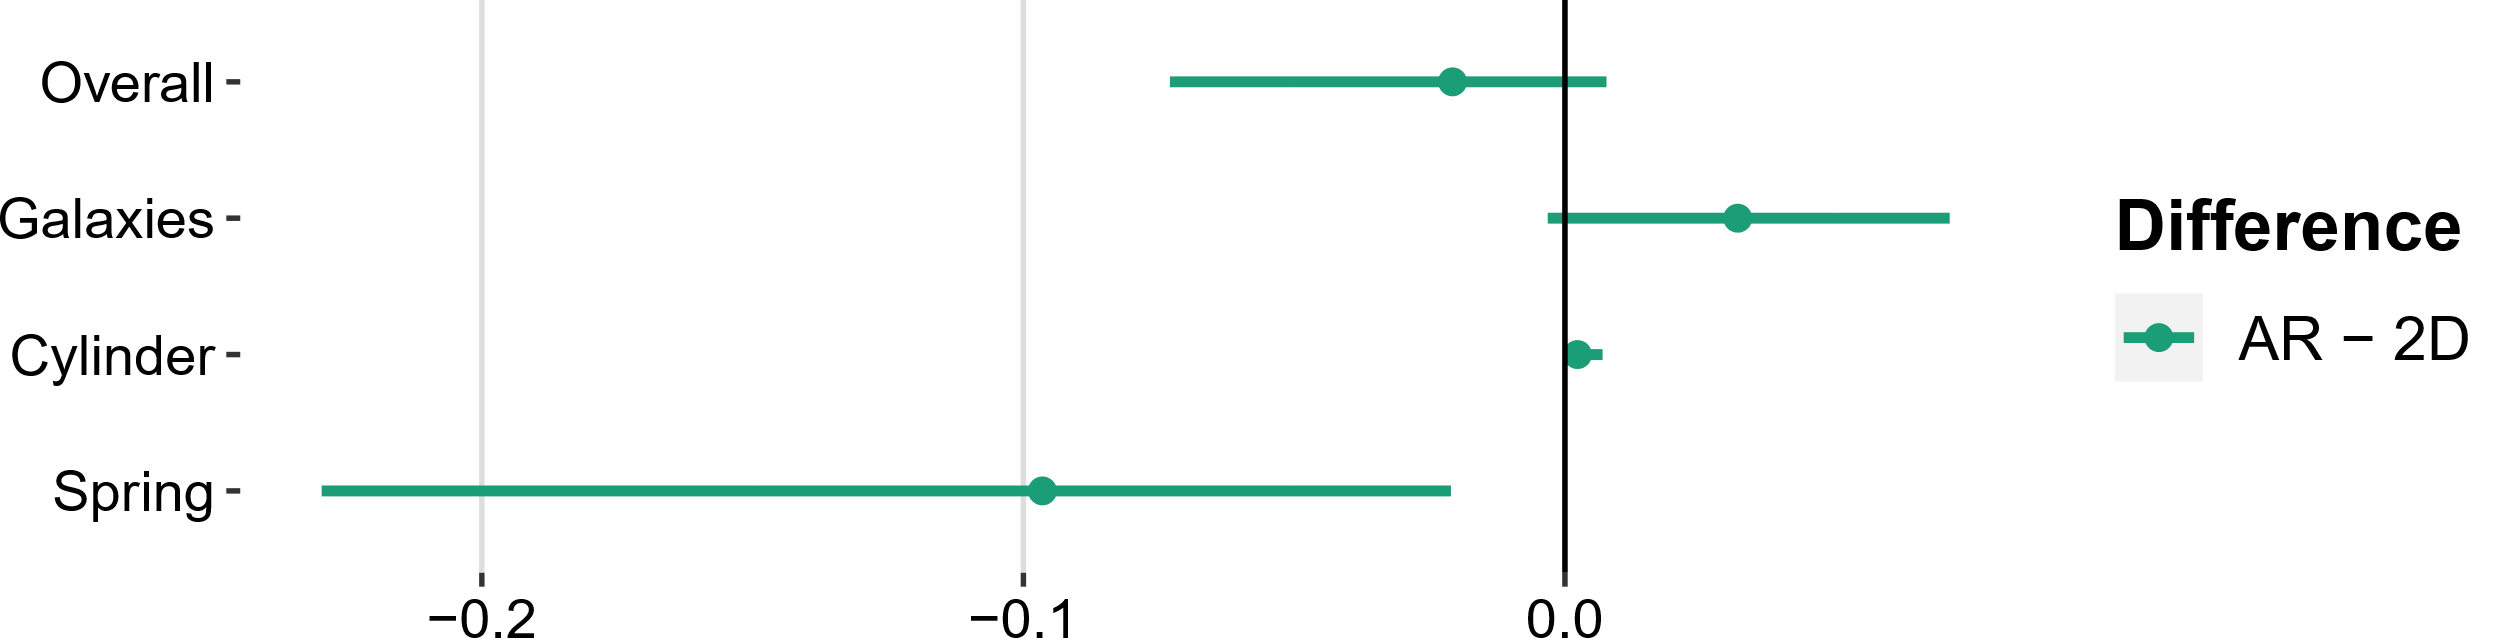 Overall
Galaxies
Cylinder
Spring
−0.2
−0.1
0.0
Difference
AR − 2D